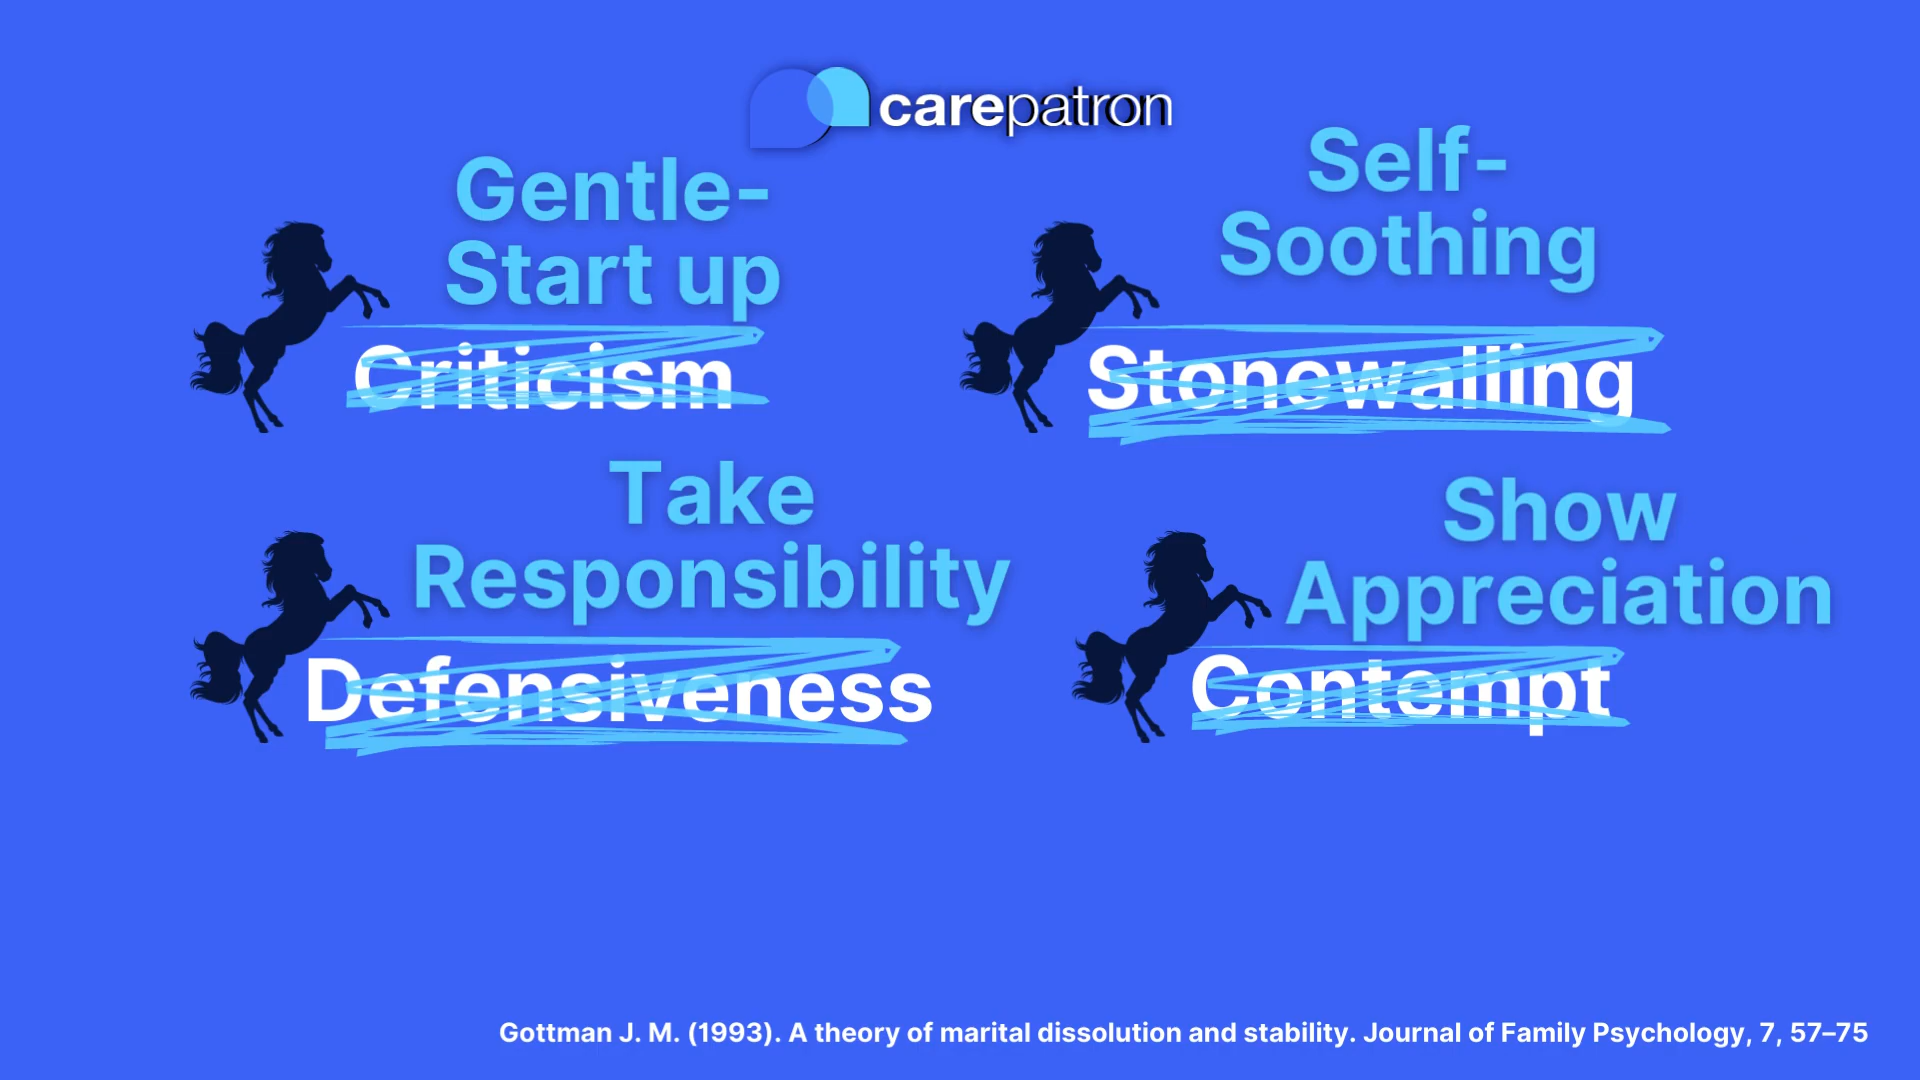 carepatron
Gentle-
Start up
Criticism
Self-
Soothing
Stonewalling
Take
Responsibility
Defensiveness
Show
Appreciation
Contempt
Gottman J. M. (1993). A theory of marital dissolution and stability. Journal of Family Psychology, 7, 57–75